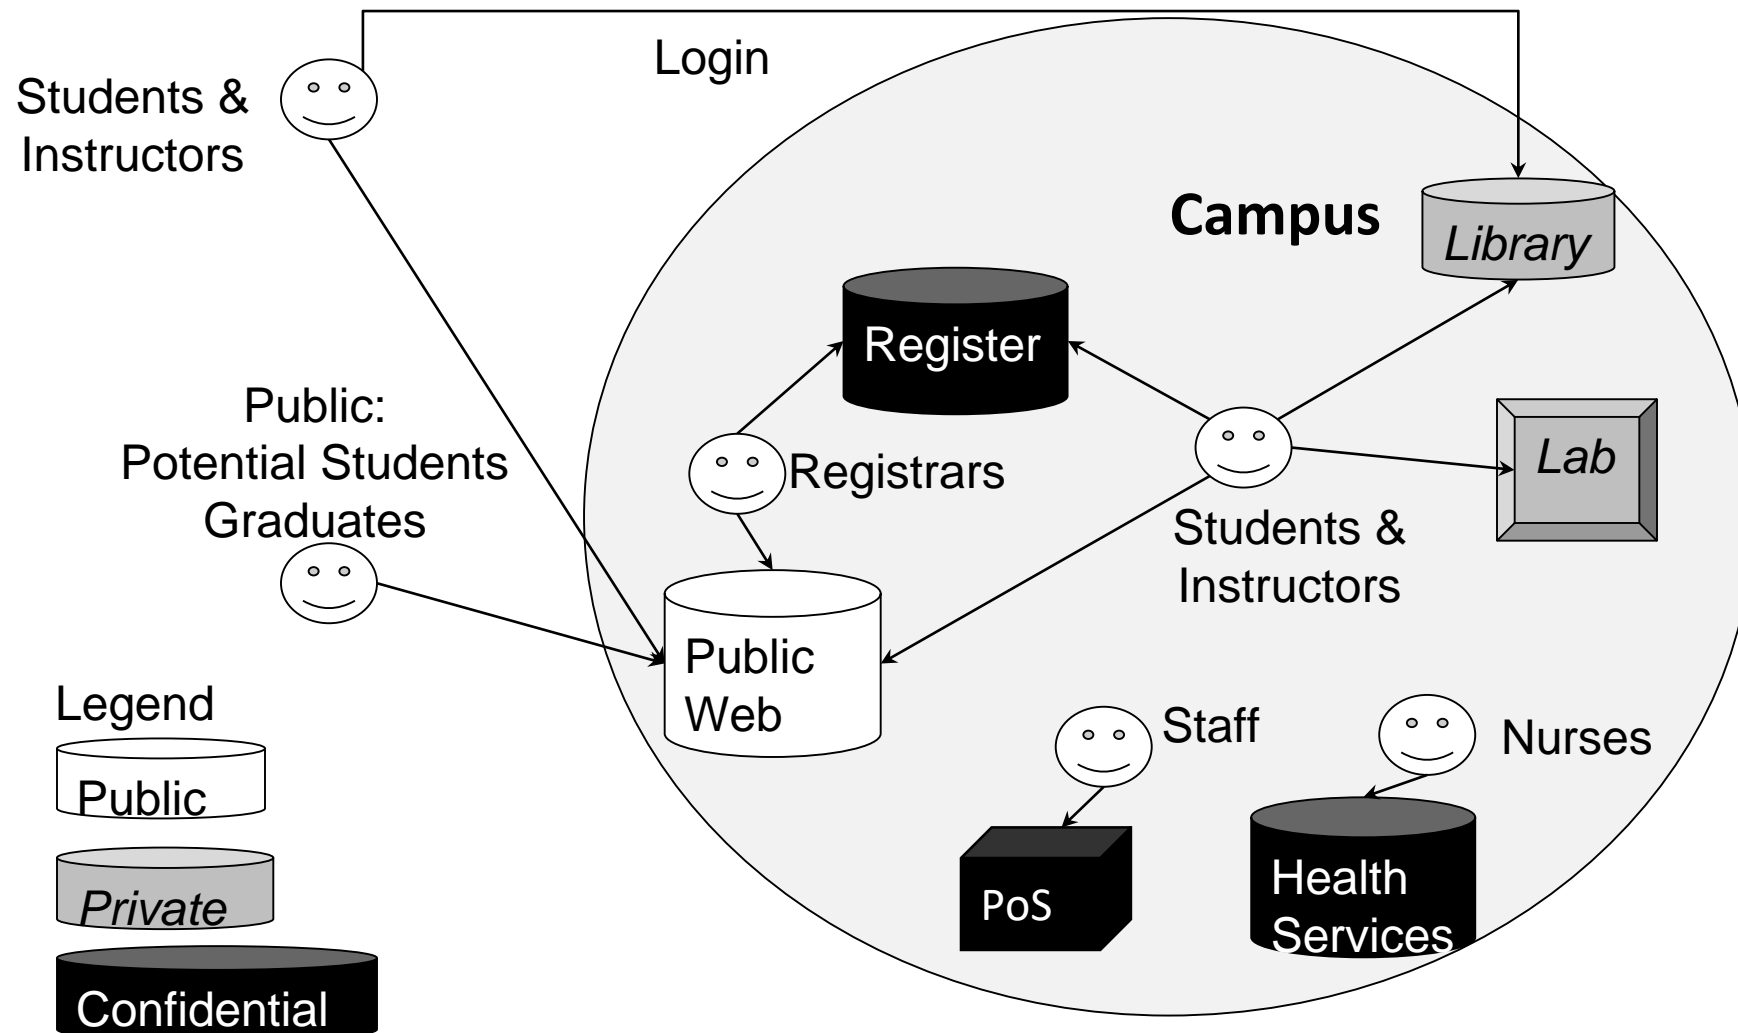 Login
Students &
Instructors
Campus
Library
Register
Public:
Potential Students
Graduates
Registrars
Lab
Students &
Instructors
Public
Web
Staff
Nurses
PoS
Health
Services
Legend
Public
Private
Confidential